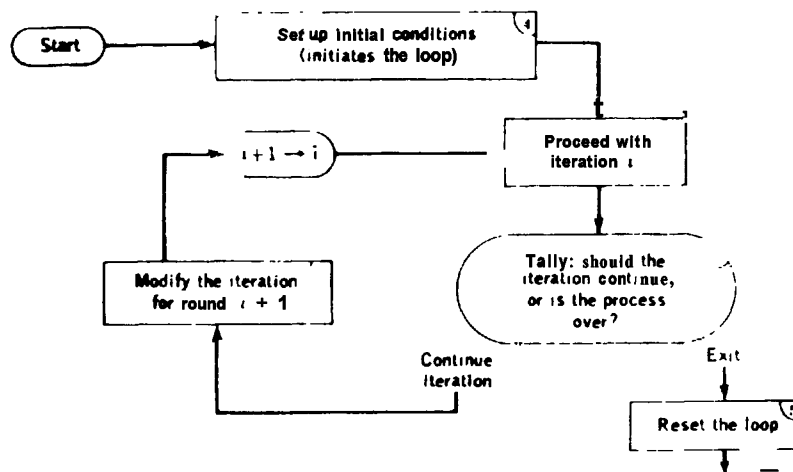 Start
Set up initial conditions
(initiates the loop)
4
i + 1 → i
Proceed with
iteration i
Modify the iteration
for round i + 1
Tally: should the
iteration continue,
or is the process
over?
Continue
iteration
Exit
Reset the loop